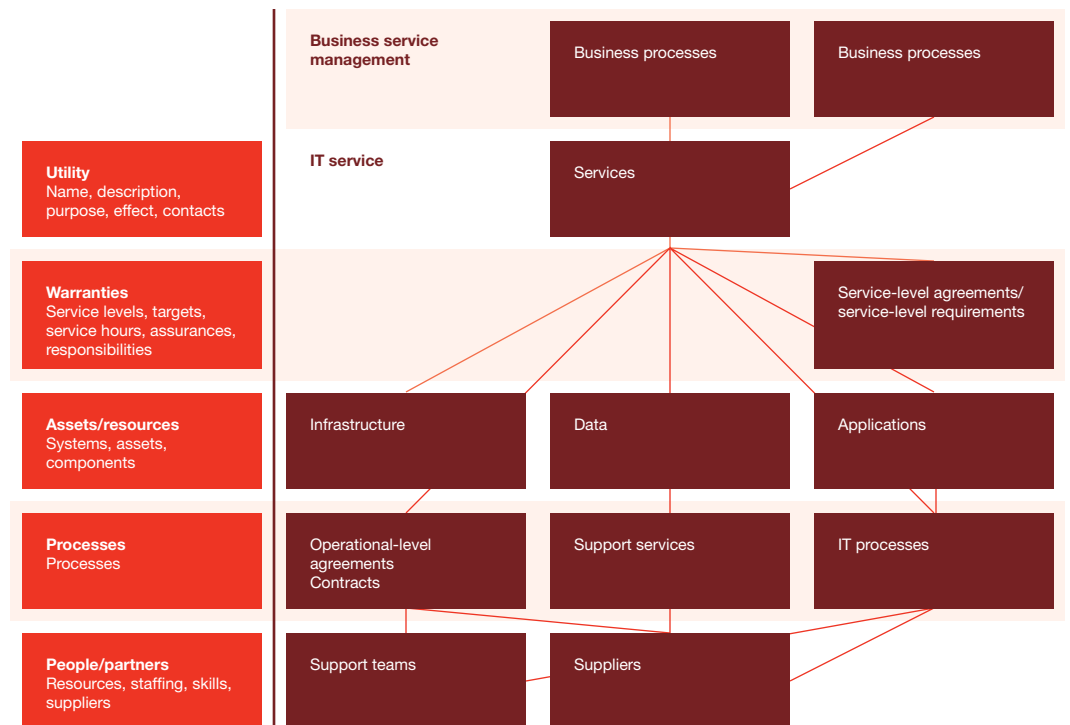 Business service
management
Business processes
Business processes
Utility
Name, description,
purpose, effect, contacts
IT service
Services
Warranties
Service levels, targets,
service hours, assurances,
responsibilities
Service-level agreements/
service-level requirements
Assets/resources
Systems, assets,
components
Infrastructure
Data
Applications
Processes
Processes
Operational-level
agreements
Contracts
Support services
IT processes
People/partners
Resources, staffing, skills,
suppliers
Support teams
Suppliers